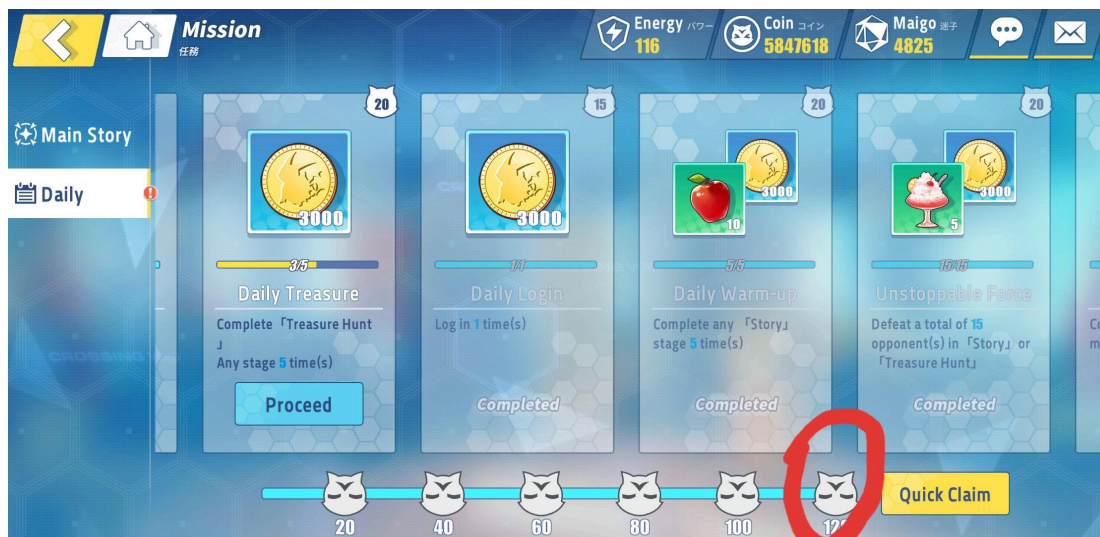 Mission
任務
Energy パワー
116
Coin コイン
5847618
Maigo 迷子
4825
Main Story
Daily
20
3000
3/5
Daily Treasure
Complete「Treasure Hunt
」
Any stage 5 time(s)
Proceed
15
3000
1/1
Daily Login
Log in 1 time(s)
Completed
20
10
3000
5/5
Daily Warm-up
Complete any 「Story」
stage 5 time(s)
Completed
20
5
3000
15/15
Unstoppable Force
Defeat a total of 15
opponent(s) in「Story」or
「Treasure Hunt」
Completed
20
40
60
80
100
120
Quick Claim